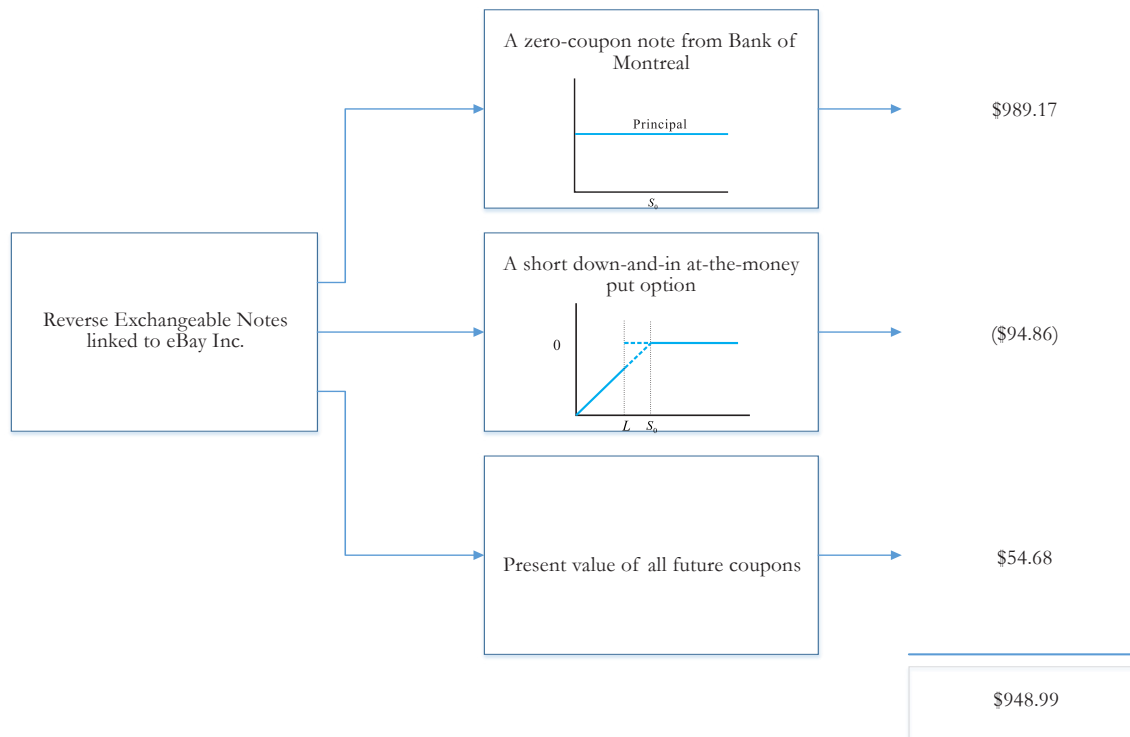 A zero-coupon note from Bank of
Montreal
Principal
S₀
$989.17
Reverse Exchangeable Notes
linked to eBay Inc.
A short down-and-in at-the-money
put option
0
L S₀
($94.86)
Present value of all future coupons
$54.68
$948.99